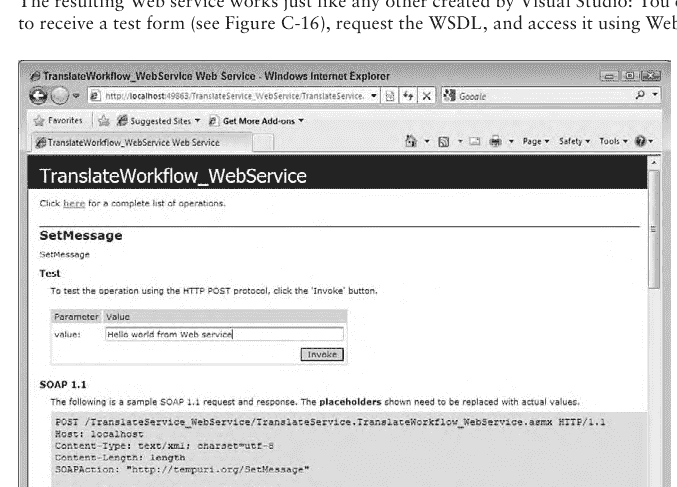 The resulting Web service works just like any other created by Visual Studio: You
to receive a test form (see Figure C-16), request the WSDL, and access it using Web
TranslateWorkflow_WebService Web Service - Windows Internet Explorer
http://localhost:49863/TranslateService_WebService/TranslateService.
Google
Favorites Suggested Sites Get More Add-ons
TranslateWorkflow_WebService Web Service Page Safety Tools
TranslateWorkflow_WebService
Click here for a complete list of operations.
SetMessage
SetMessage
Test
To test the operation using the HTTP POST protocol, click the 'Invoke' button.
Parameter Value
value: Hello world from Web service
Invoke
SOAP 1.1
The following is a sample SOAP 1.1 request and response. The placeholders shown need to be replaced with actual values.
POST /TranslateService_WebService/TranslateService.TranslateWorkflow_WebService.asmx HTTP/1.1
Host: localhost
Content-Type: text/xml; charset=utf-8
Content-Length: length
SOAPAction: "http://tempuri.org/SetMessage"